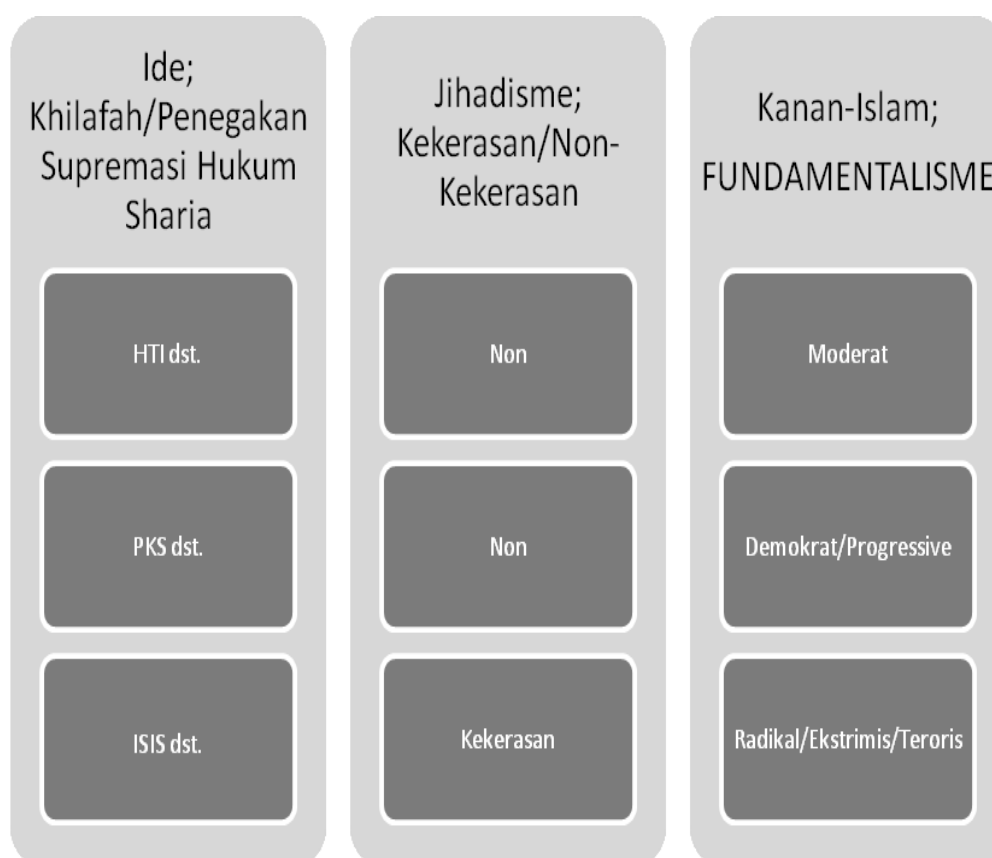 Ide;
Khilafah/Penegakan
Supremasi Hukum
Sharia
HTI dst.
PKS dst.
ISIS dst.
Jihadisme;
Kekerasan/Non-
Kekerasan
Non
Non
Kekerasan
Kanan-Islam;
FUNDAMENTALISME
Moderat
Demokrat/Progressive
Radikal/Ekstrimis/Teroris